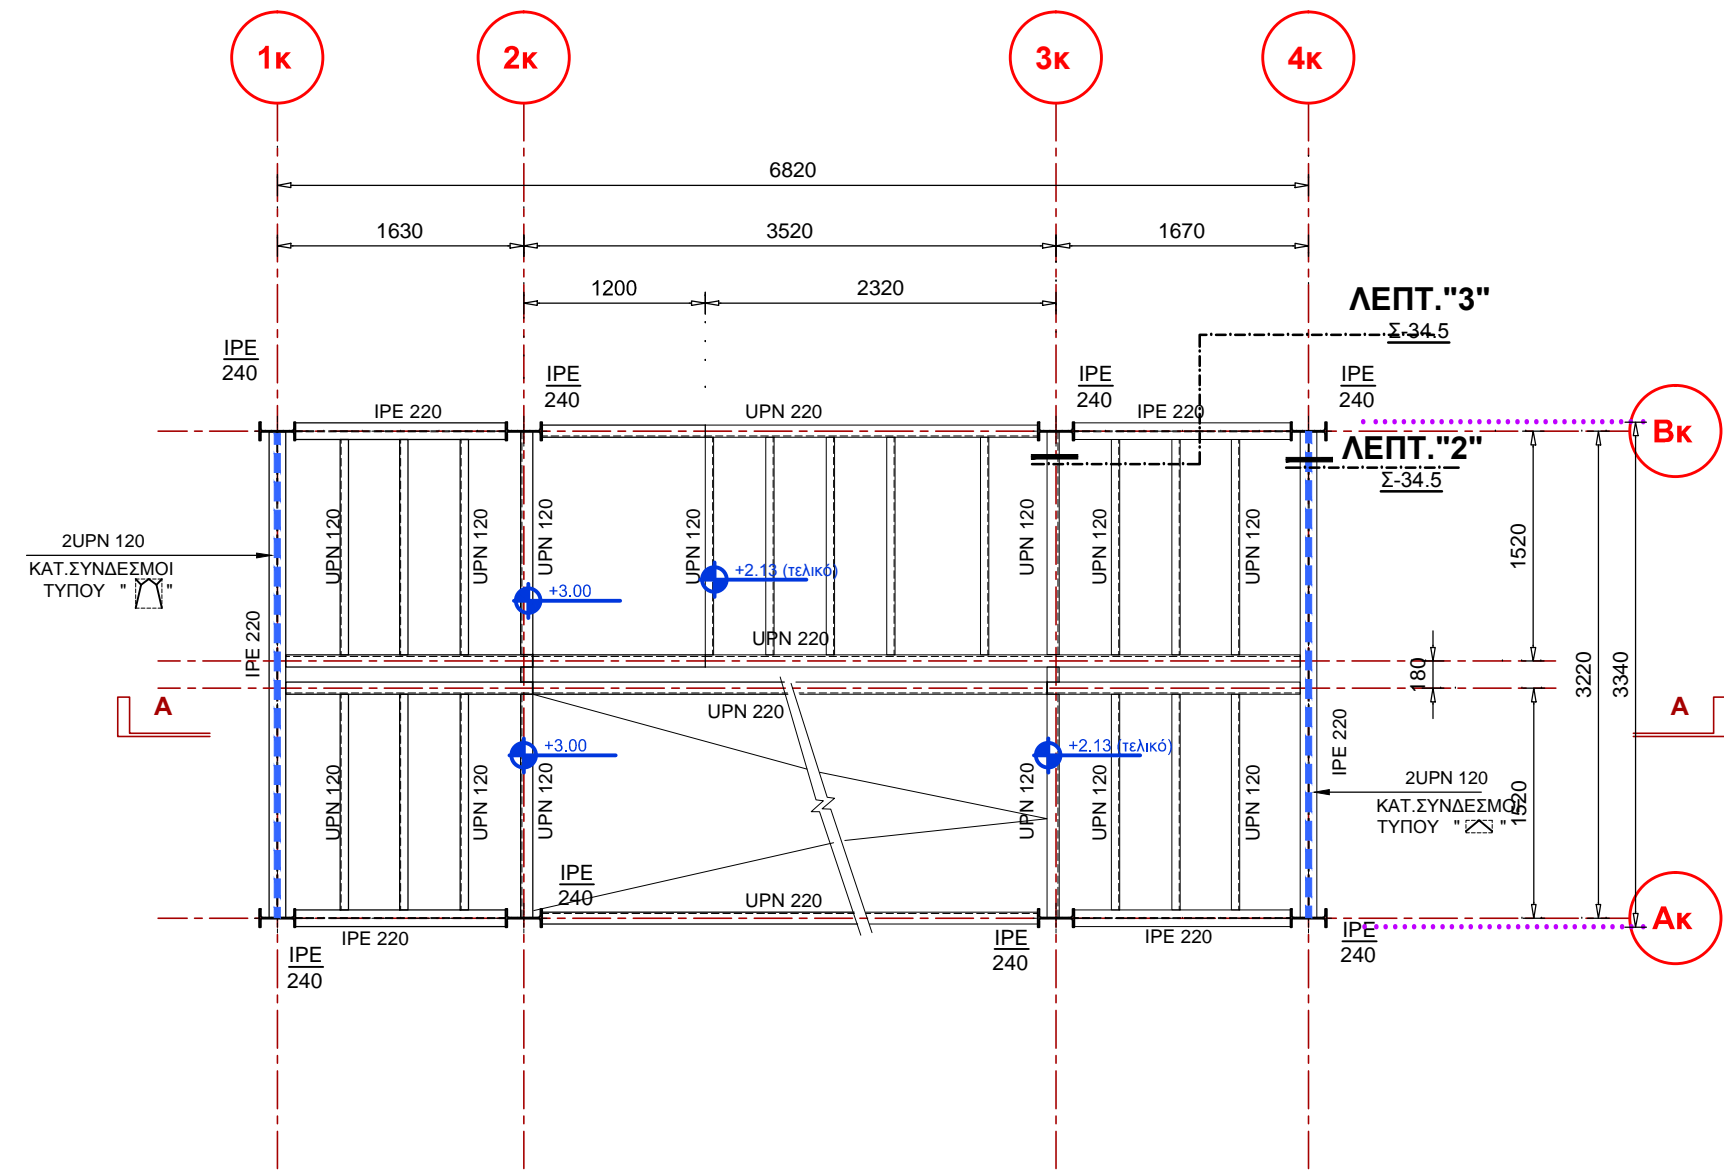 1κ
2κ
3κ
4κ
6820
1630
3520
1670
1200
2320
ΛΕΠΤ."3"
Σ-34.5
IPE
240
IPE
240
IPE
240
IPE
240
IPE 220
UPN 220
IPE 220
Βκ
ΛΕΠΤ."2"
Σ-34.5
2UPN 120
ΚΑΤ.ΣΥΝΔΕΣΜΟΙ
ΤΥΠΟΥ " "
UPN 120
UPN 120
UPN 120
UPN 120
UPN 120
UPN 120
UPN 120
1520
+2.13 (τελικό)
+3.00
IPE 220
UPN 220
180
3220
3340
A
UPN 220
A
+3.00
+2.13 (τελικό)
IPE 220
UPN 120
UPN 120
UPN 120
UPN 120
UPN 120
UPN 120
2UPN 120
ΚΑΤ.ΣΥΝΔΕΣΜΟΙ
ΤΥΠΟΥ " "
1520
IPE
240
UPN 220
IPE 220
IPE 220
Ακ
IPE
240
IPE
240
IPE
240